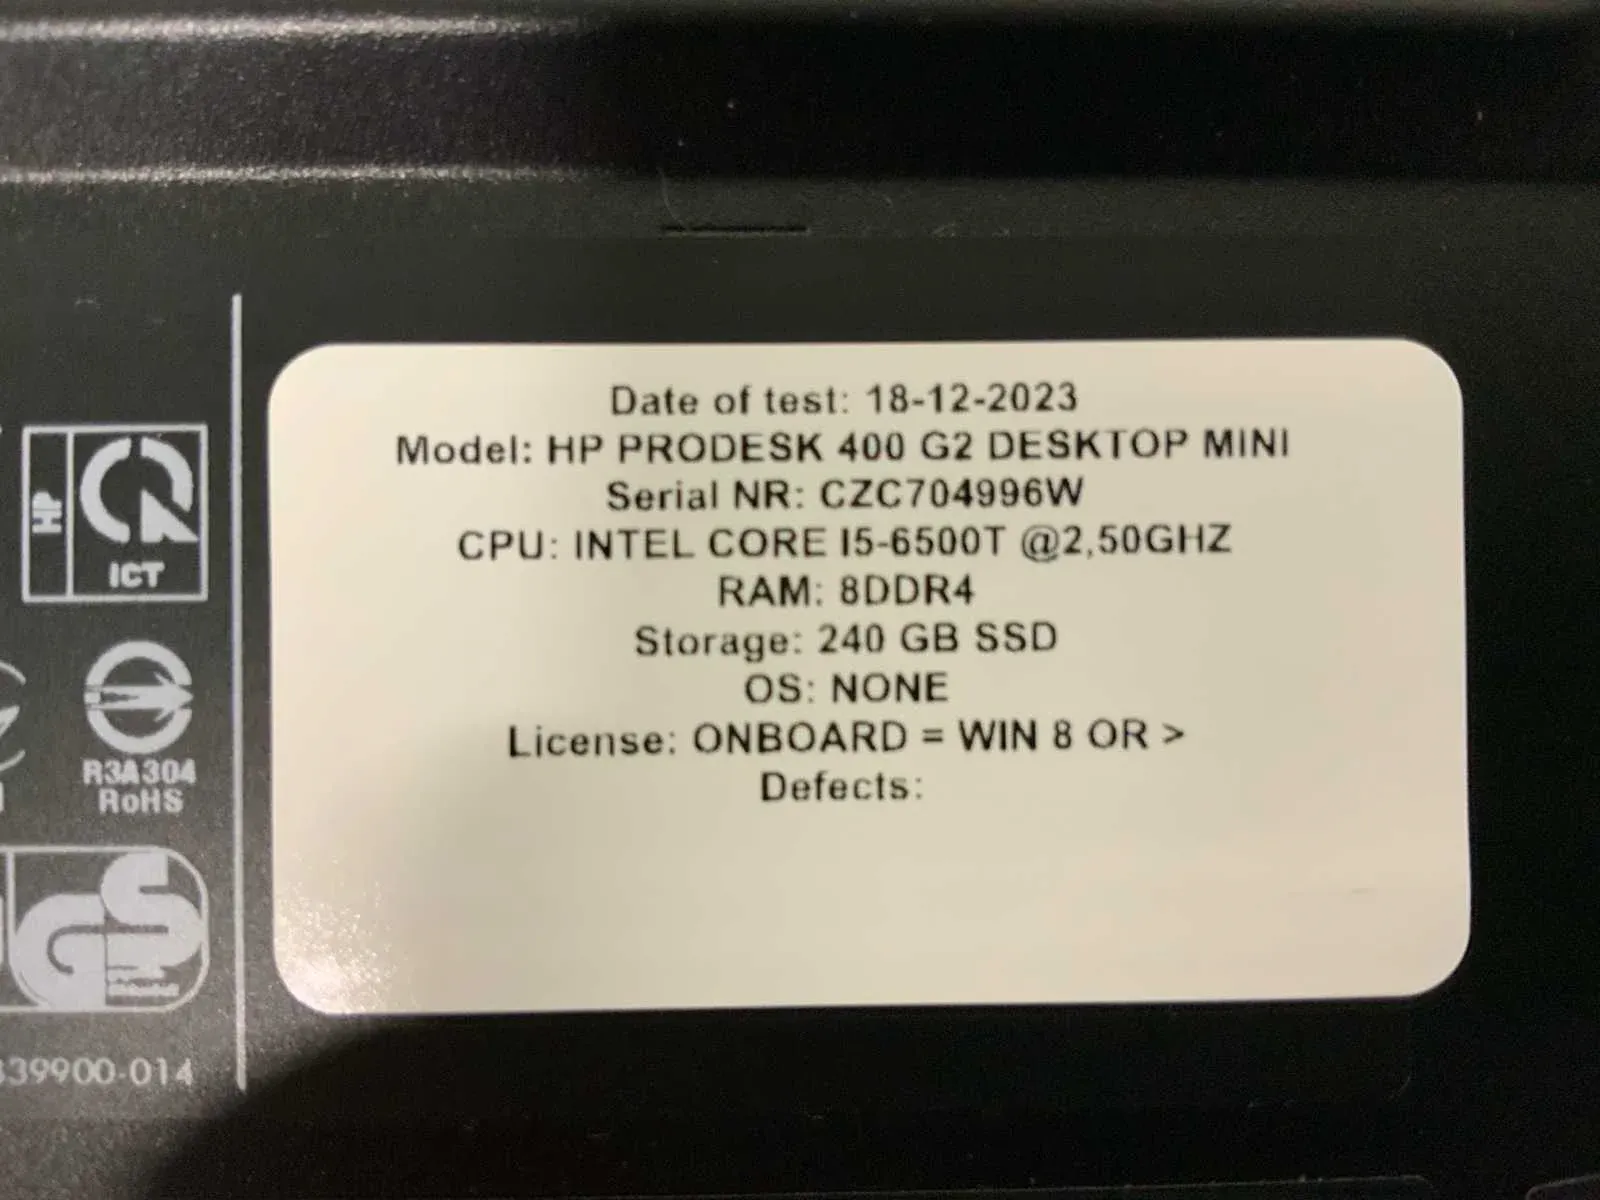 Date of test: 18-12-2023
Model: HP PRODESK 400 G2 DESKTOP MINI
Serial NR: CZC704996W
CPU: INTEL CORE I5-6500T @2,50GHZ
RAM: 8DDR4
Storage: 240 GB SSD
OS: NONE
License: ONBOARD = WIN 8 OR >
Defects:
HP
ICT
R3A304
RoHS
GS
39900-014